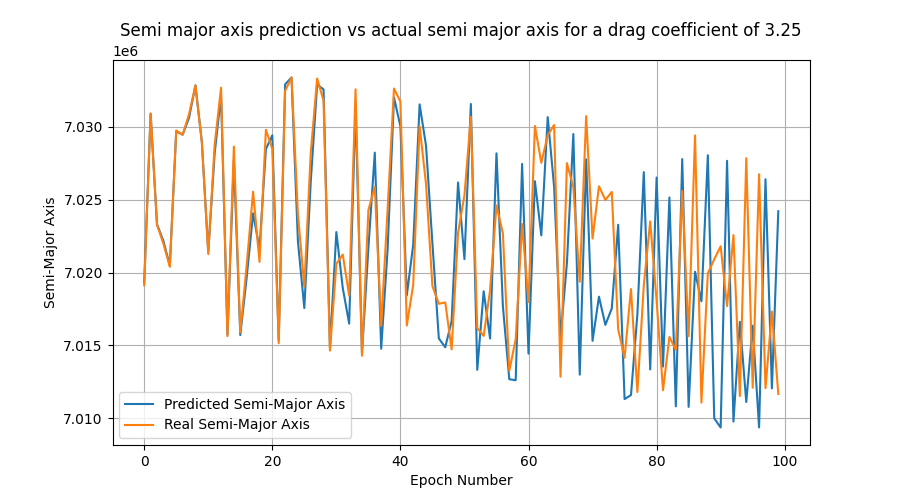 Semi major axis prediction vs actual semi major axis for a drag coefficient of 3.25
1e6
7.030
7.025
7.020
7.015
7.010
Semi-Major Axis
Predicted Semi-Major Axis
Real Semi-Major Axis
0 20 40 60 80 100
Epoch Number